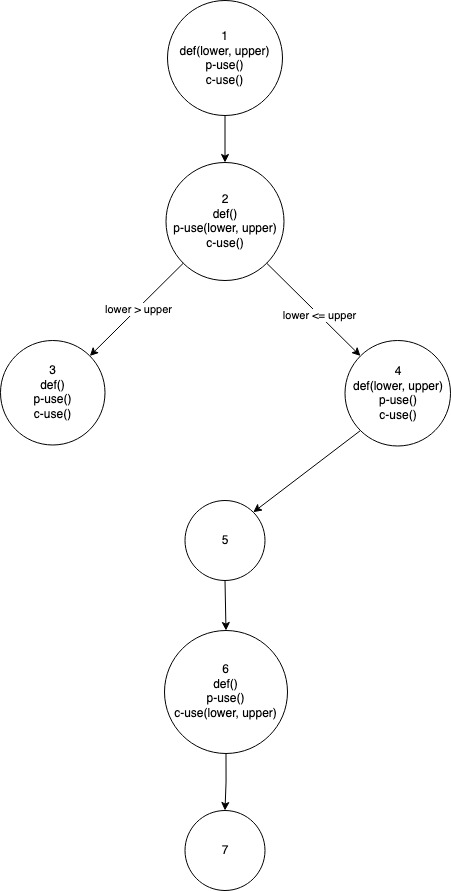 1
def(lower, upper)
p-use()
c-use()
2
def()
p-use(lower, upper)
c-use()
lower > upper
lower <= upper
3
def()
p-use()
c-use()
4
def(lower, upper)
p-use()
c-use()
5
6
def()
p-use()
c-use(lower, upper)
7